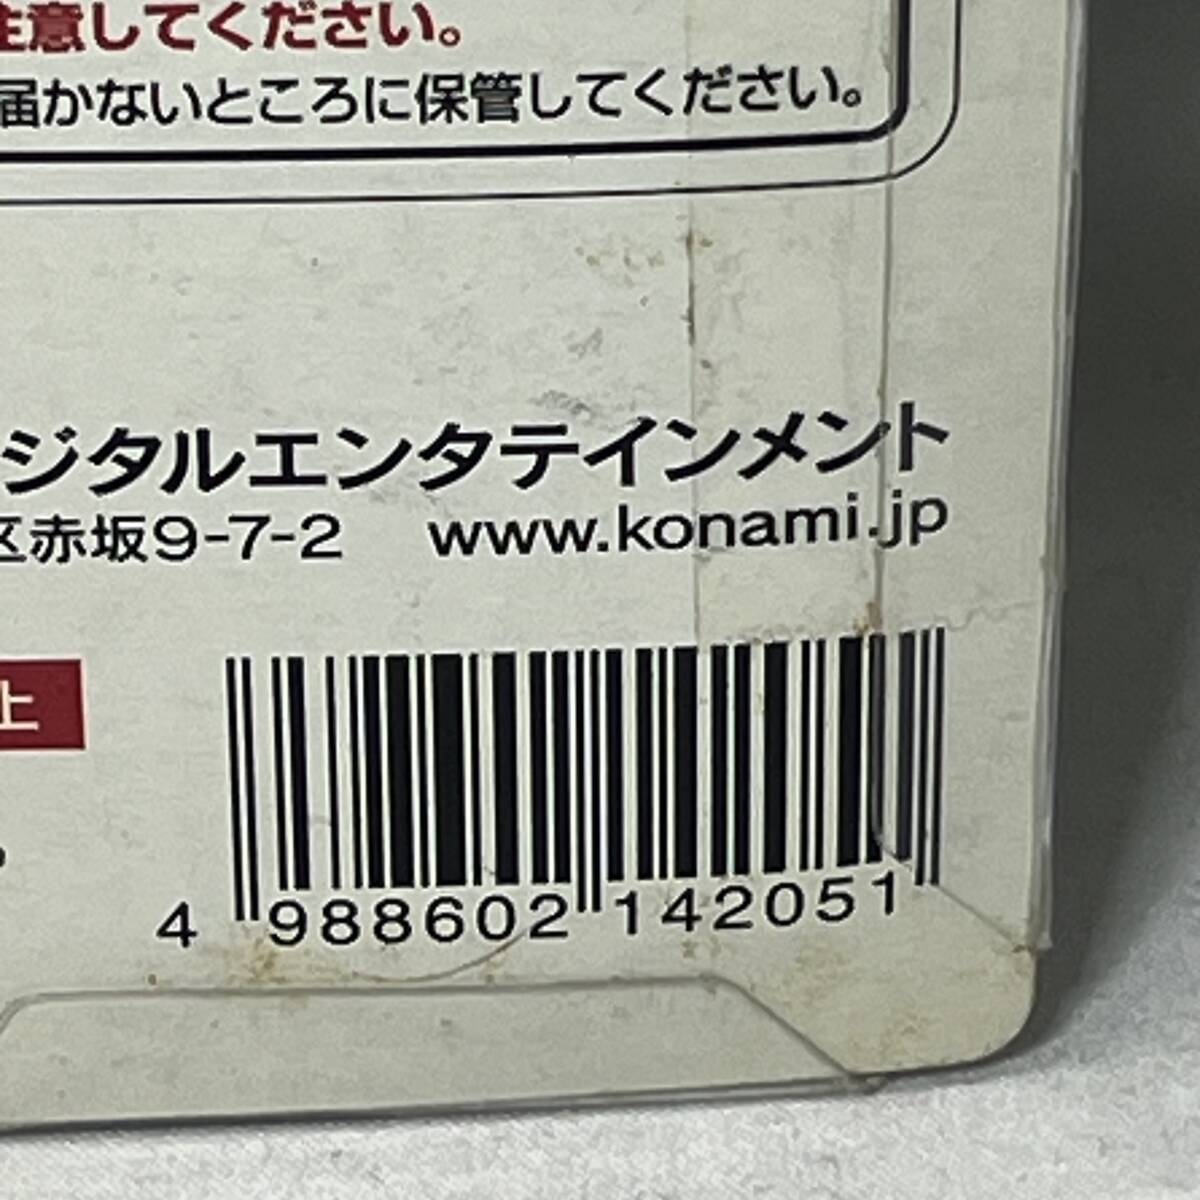 注意してください。
届かないところに保管してください。
ジタルエンタテインメント
区赤坂9-7-2 www.konami.jp
上
4 988602 142051